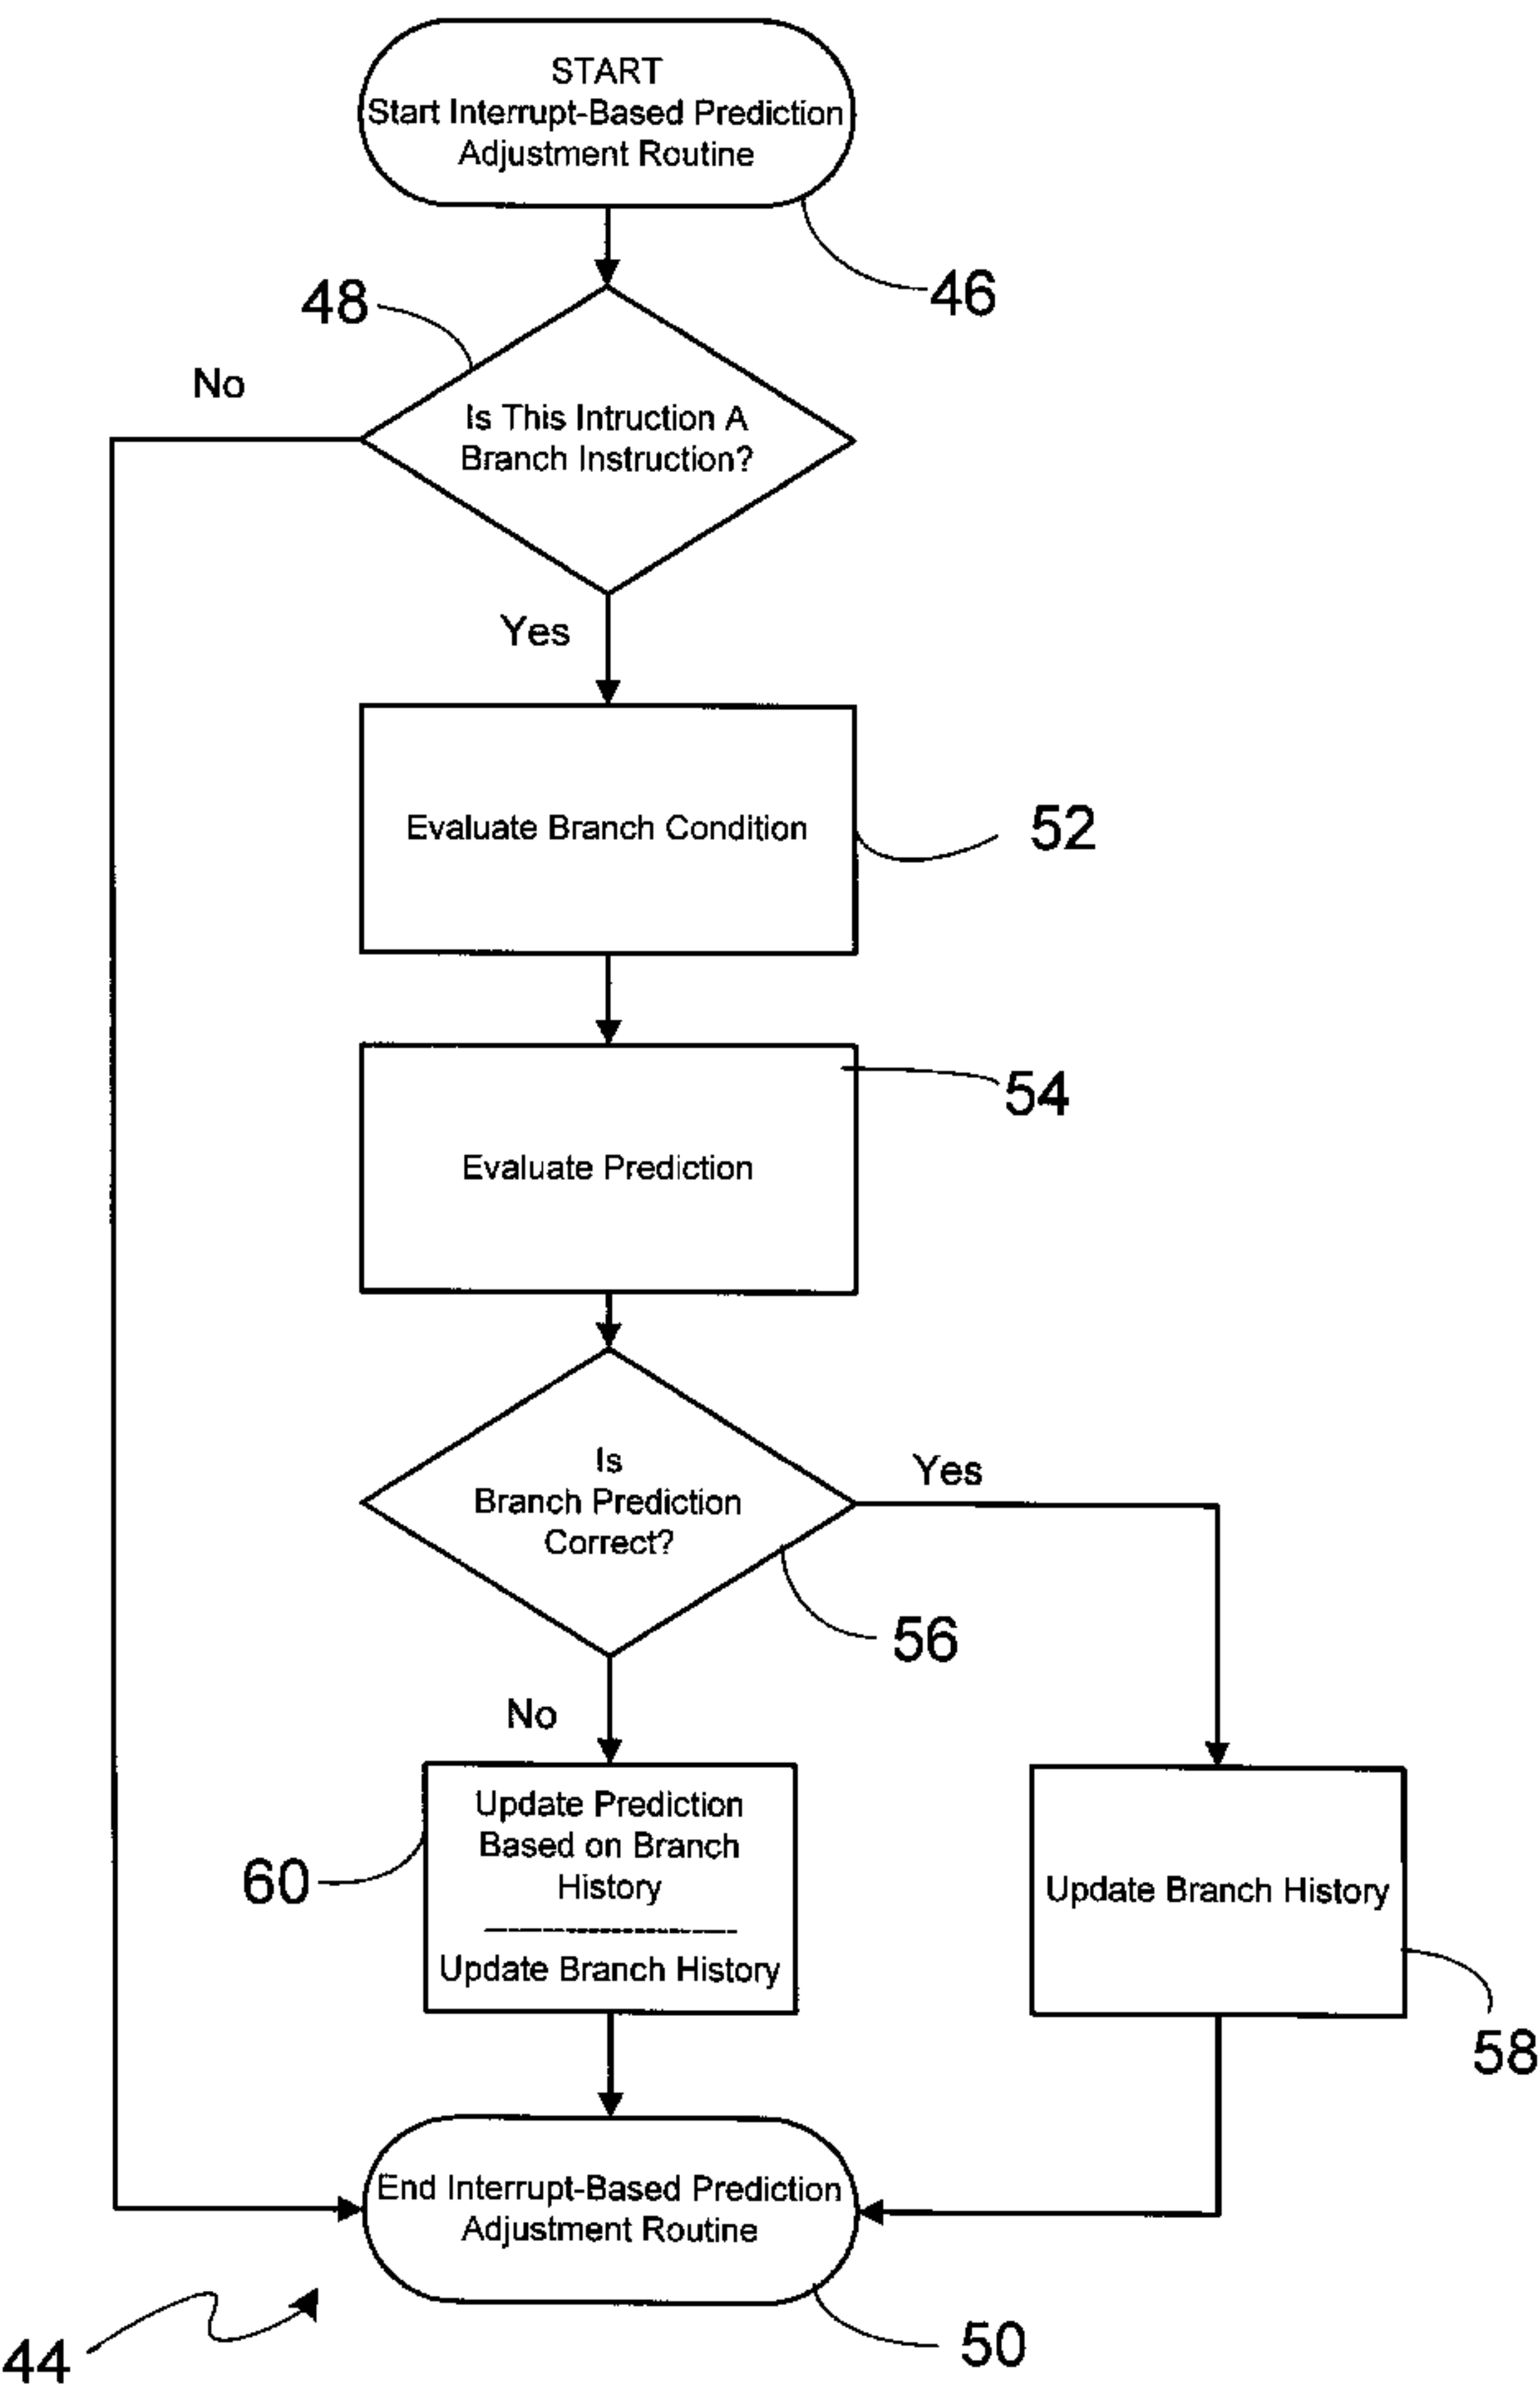 START
Start Interrupt-Based Prediction
Adjustment Routine
46
48
No
Is This Intruction A
Branch Instruction?
Yes
Evaluate Branch Condition
52
54
Evaluate Prediction
Is
Branch Prediction
Correct?
Yes
56
No
Update Prediction
Based on Branch
History
Update Branch History
60
Update Branch History
58
End Interrupt-Based Prediction
Adjustment Routine
44
50